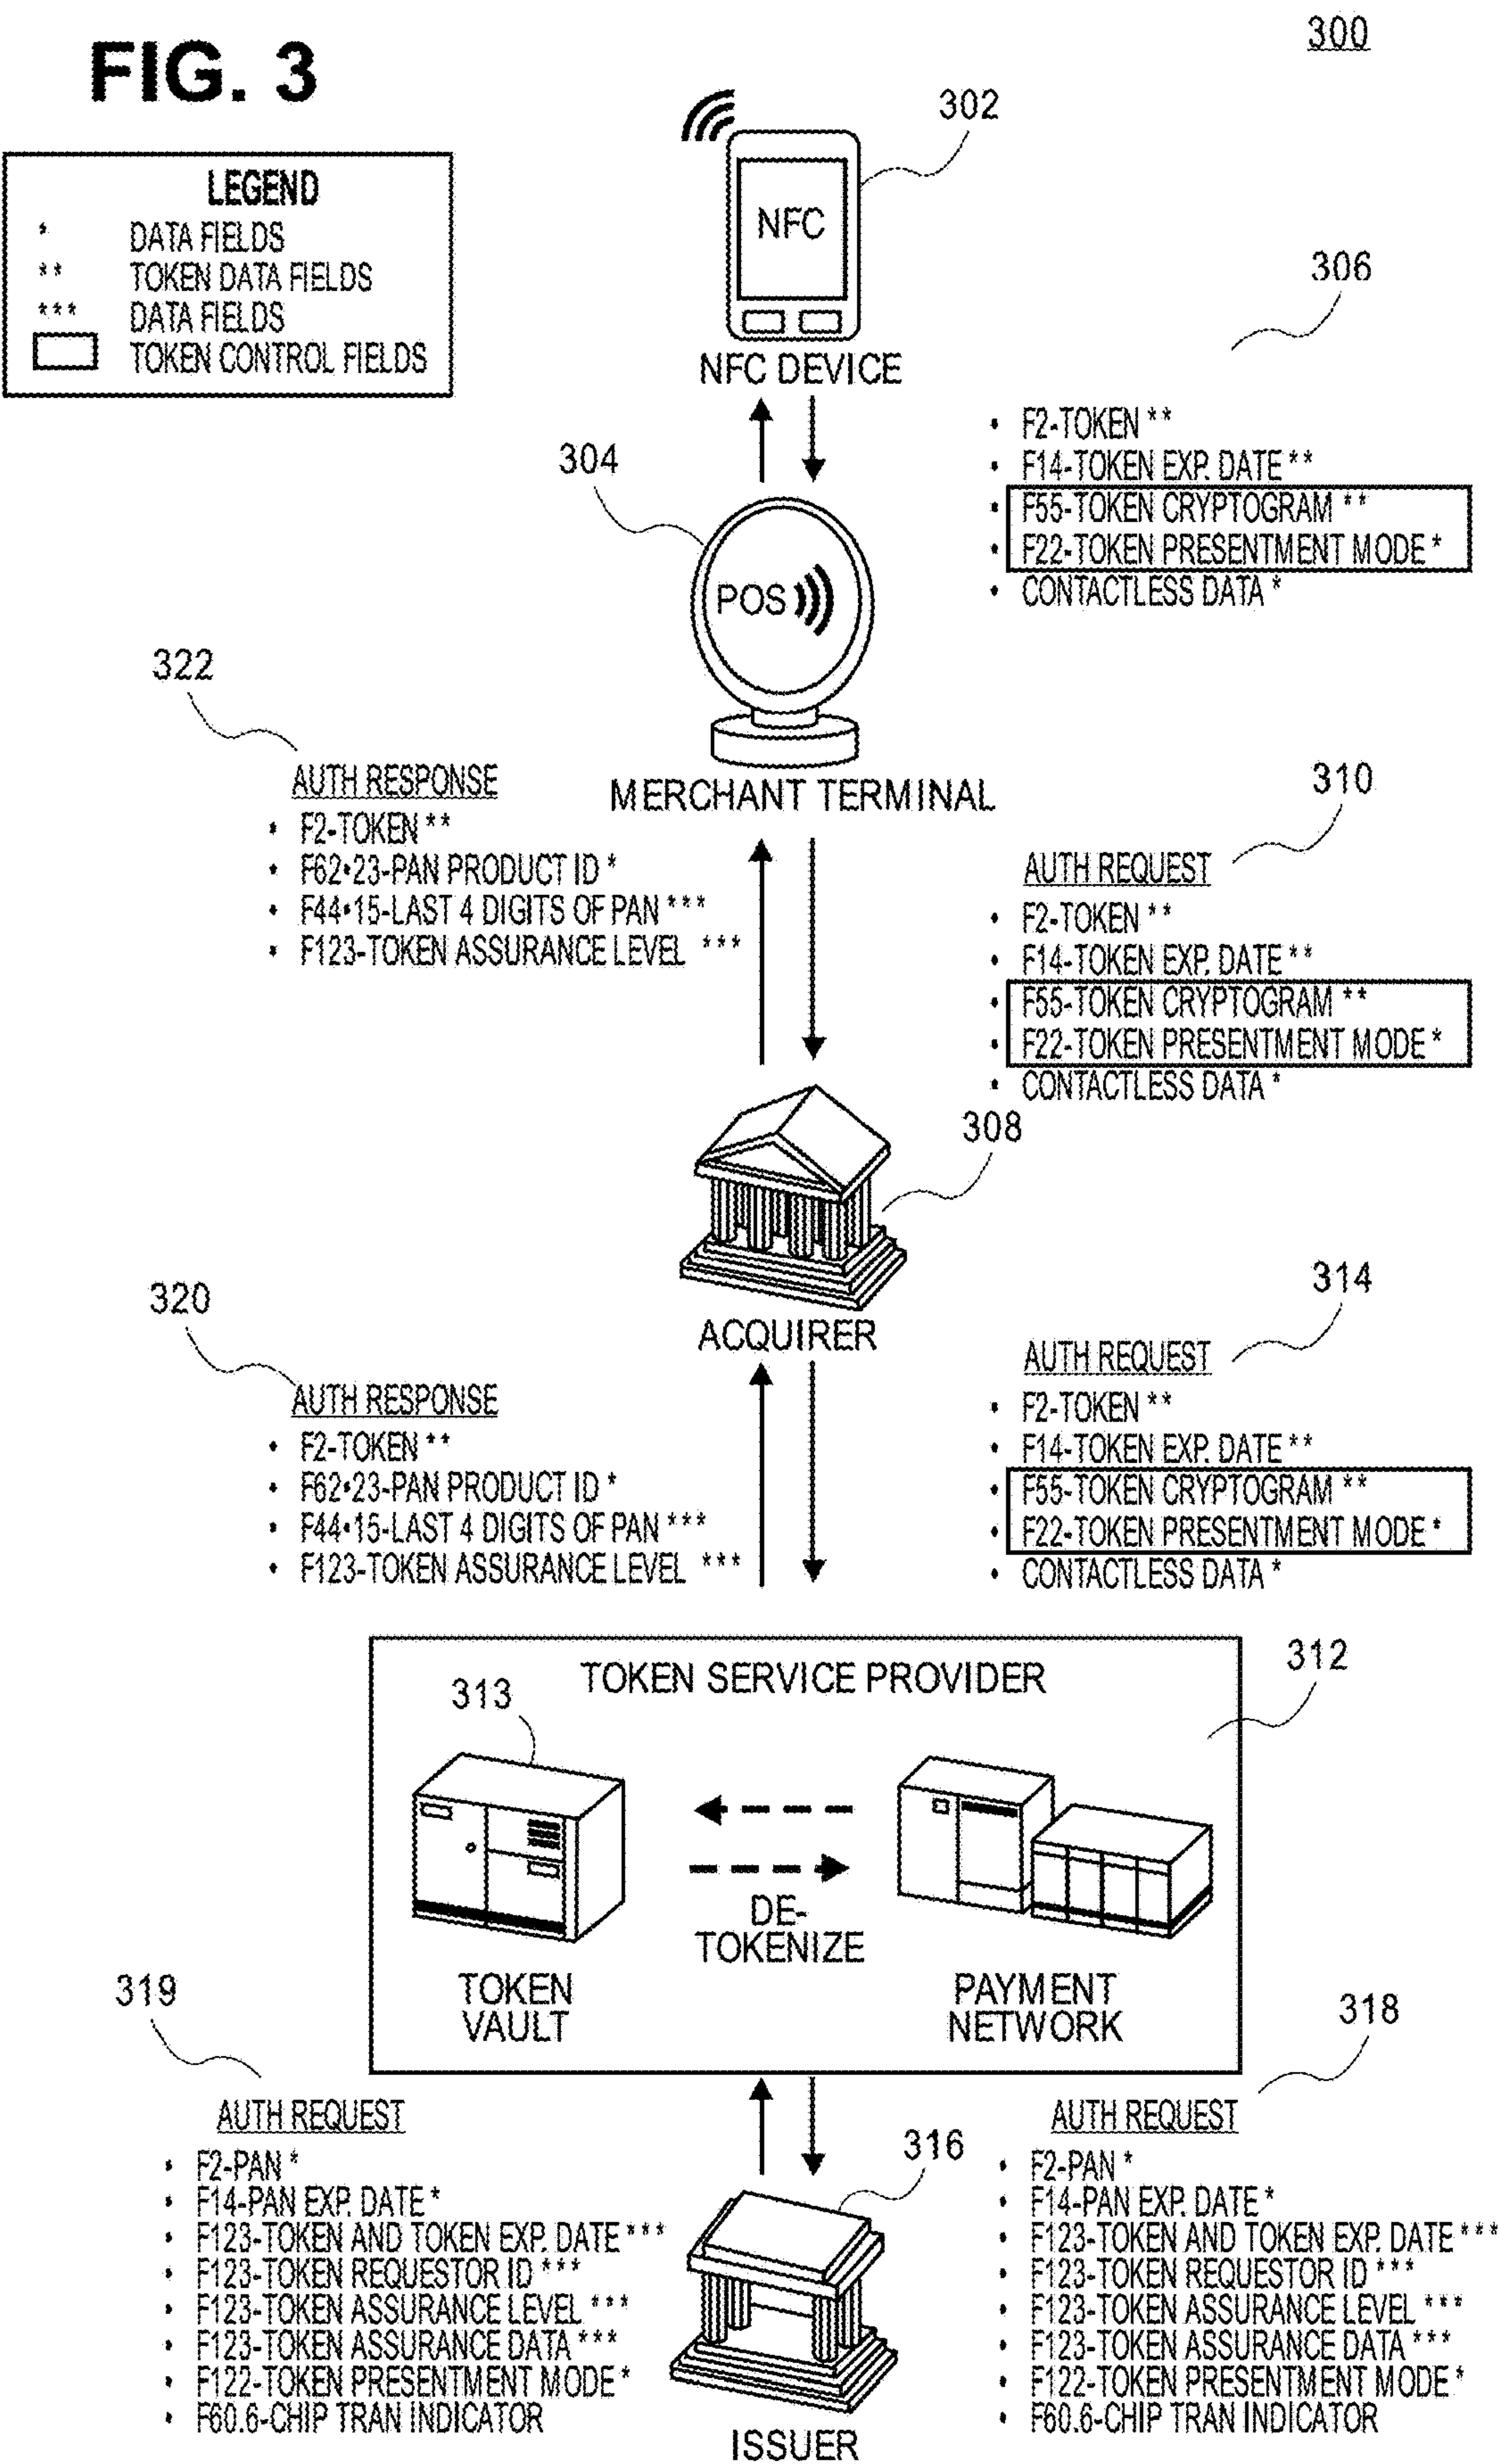 300
FIG. 3
LEGEND
* DATA FIELDS
** TOKEN DATA FIELDS
*** DATA FIELDS
TOKEN CONTROL FIELDS
302
NFC
NFC DEVICE
306
• F2-TOKEN **
• F14-TOKEN EXP. DATE **
• F55-TOKEN CRYPTOGRAM **
• F22-TOKEN PRESENTMENT MODE *
• CONTACTLESS DATA *
304
POS
MERCHANT TERMINAL
322
AUTH RESPONSE
• F2-TOKEN **
• F62•23-PAN PRODUCT ID *
• F44•15-LAST 4 DIGITS OF PAN ***
• F123-TOKEN ASSURANCE LEVEL ***
310
AUTH REQUEST
• F2-TOKEN **
• F14-TOKEN EXP. DATE **
• F55-TOKEN CRYPTOGRAM **
• F22-TOKEN PRESENTMENT MODE *
• CONTACTLESS DATA *
308
ACQUIRER
320
AUTH RESPONSE
• F2-TOKEN **
• F62•23-PAN PRODUCT ID *
• F44•15-LAST 4 DIGITS OF PAN ***
• F123-TOKEN ASSURANCE LEVEL ***
314
AUTH REQUEST
• F2-TOKEN **
• F14-TOKEN EXP. DATE **
• F55-TOKEN CRYPTOGRAM **
• F22-TOKEN PRESENTMENT MODE *
• CONTACTLESS DATA *
312
TOKEN SERVICE PROVIDER
313
DE-
TOKENIZE
TOKEN
VAULT
PAYMENT
NETWORK
319
AUTH REQUEST
• F2-PAN *
• F14-PAN EXP. DATE *
• F123-TOKEN AND TOKEN EXP. DATE ***
• F123-TOKEN REQUESTOR ID ***
• F123-TOKEN ASSURANCE LEVEL ***
• F123-TOKEN ASSURANCE DATA ***
• F122-TOKEN PRESENTMENT MODE *
• F60.6-CHIP TRAN INDICATOR
318
AUTH REQUEST
• F2-PAN *
• F14-PAN EXP. DATE *
• F123-TOKEN AND TOKEN EXP. DATE ***
• F123-TOKEN REQUESTOR ID ***
• F123-TOKEN ASSURANCE LEVEL ***
• F123-TOKEN ASSURANCE DATA ***
• F122-TOKEN PRESENTMENT MODE *
• F60.6-CHIP TRAN INDICATOR
316
ISSUER